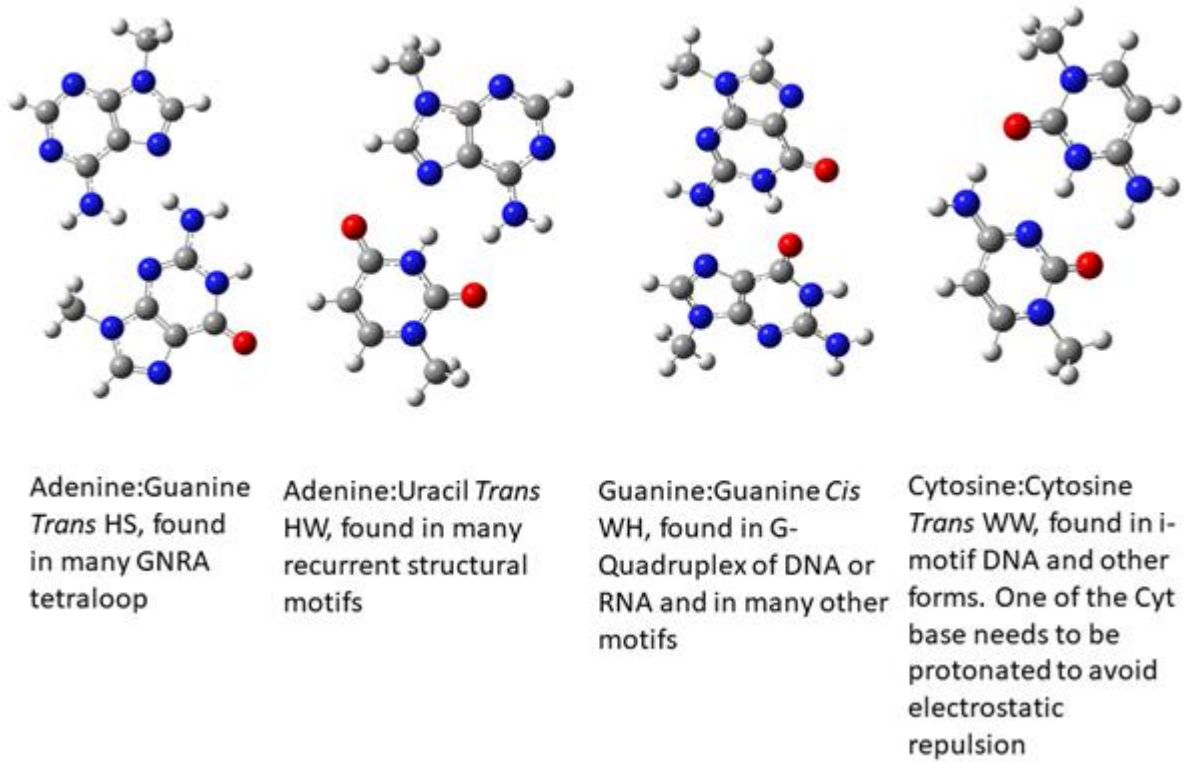 Adenine:Guanine
Trans HS, found
in many GNRA
tetraloop
Adenine:Uracil Trans
HW, found in many
recurrent structural
motifs
Guanine:Guanine Cis
WH, found in G-
Quadruplex of DNA or
RNA and in many other
motifs
Cytosine:Cytosine
Trans WW, found in i-
motif DNA and other
forms. One of the Cyt
base needs to be
protonated to avoid
electrostatic
repulsion